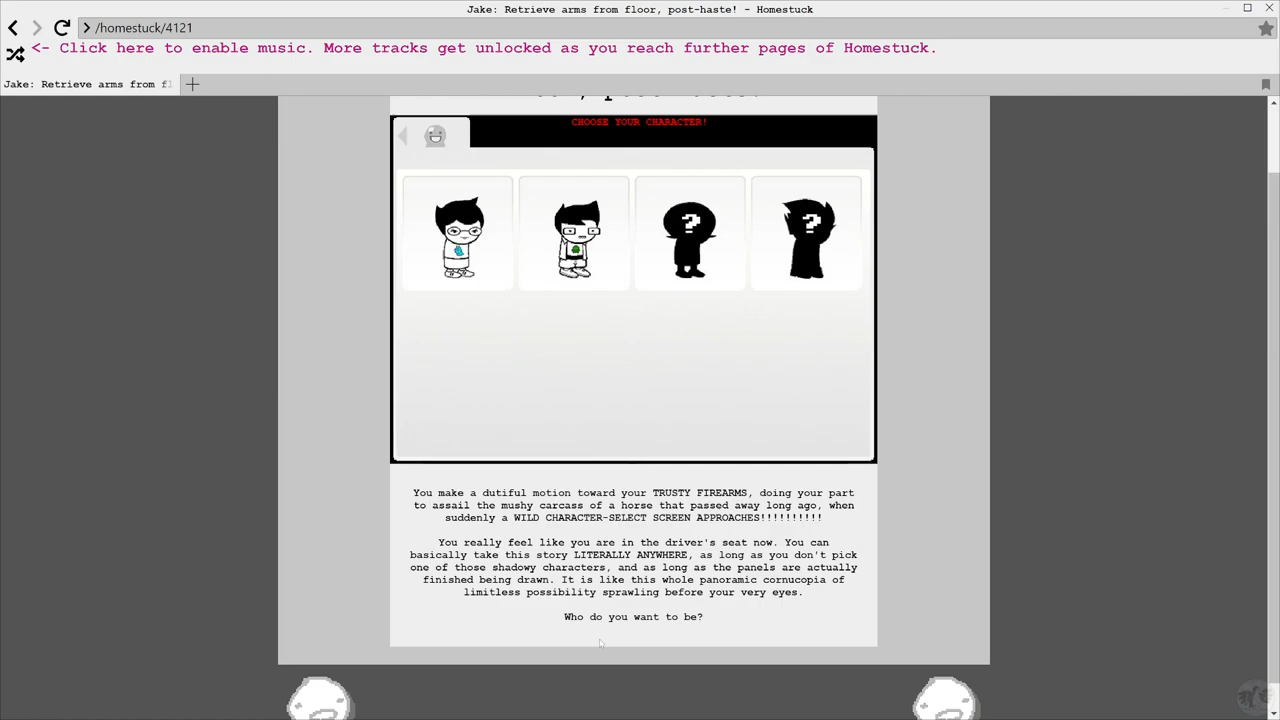 Jake: Retrieve arms from floor, post-haste! - Homestuck
/homestuck/4121
<- Click here to enable music. More tracks get unlocked as you reach further pages of Homestuck.
Jake: Retrieve arms from fl
CHOOSE YOUR CHARACTER!
? ?
You make a dutiful motion toward your TRUSTY FIREARMS, doing your part
to assail the mushy carcass of a horse that passed away long ago, when
suddenly a WILD CHARACTER-SELECT SCREEN APPROACHES!!!!!!!!!!
You really feel like you are in the driver's seat now. You can
basically take this story LITERALLY ANYWHERE, as long as you don't pick
one of those shadowy characters, and as long as the panels are actually
finished being drawn. It is like this whole panoramic cornucopia of
limitless possibility sprawling before your very eyes.
Who do you want to be?